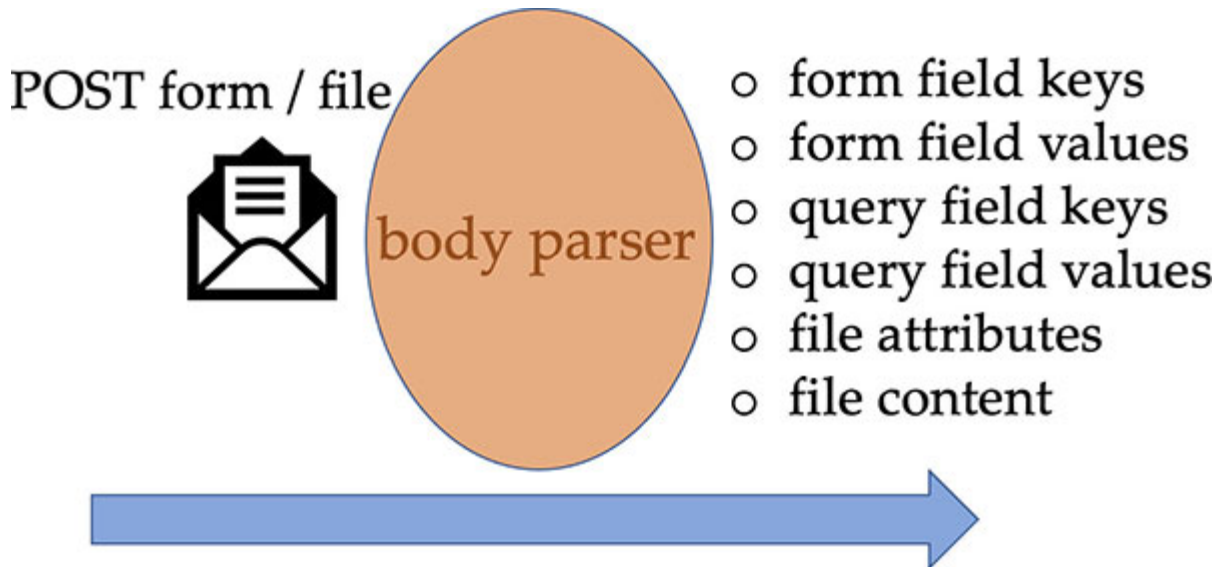 POST form / file
body parser
form field keys
form field values
query field keys
query field values
file attributes
file content